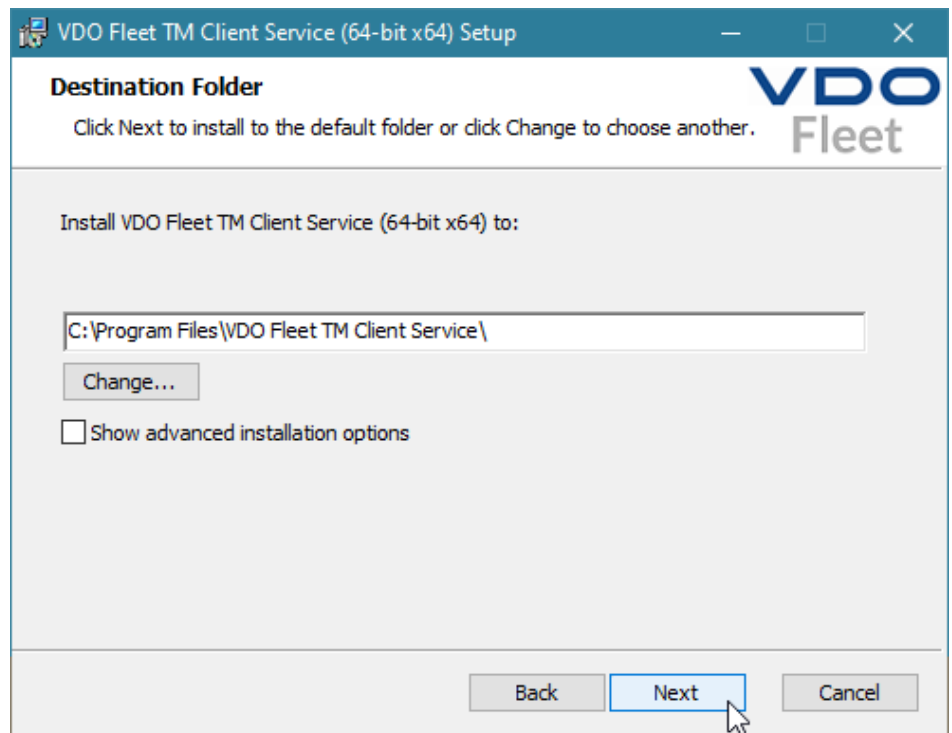 VDO Fleet TM Client Service (64-bit x64) Setup
Destination Folder
Click Next to install to the default folder or click Change to choose another.
VDO
Fleet
Install VDO Fleet TM Client Service (64-bit x64) to:
C:\Program Files\VDO Fleet TM Client Service\
Change...
Show advanced installation options
Back
Next
Cancel